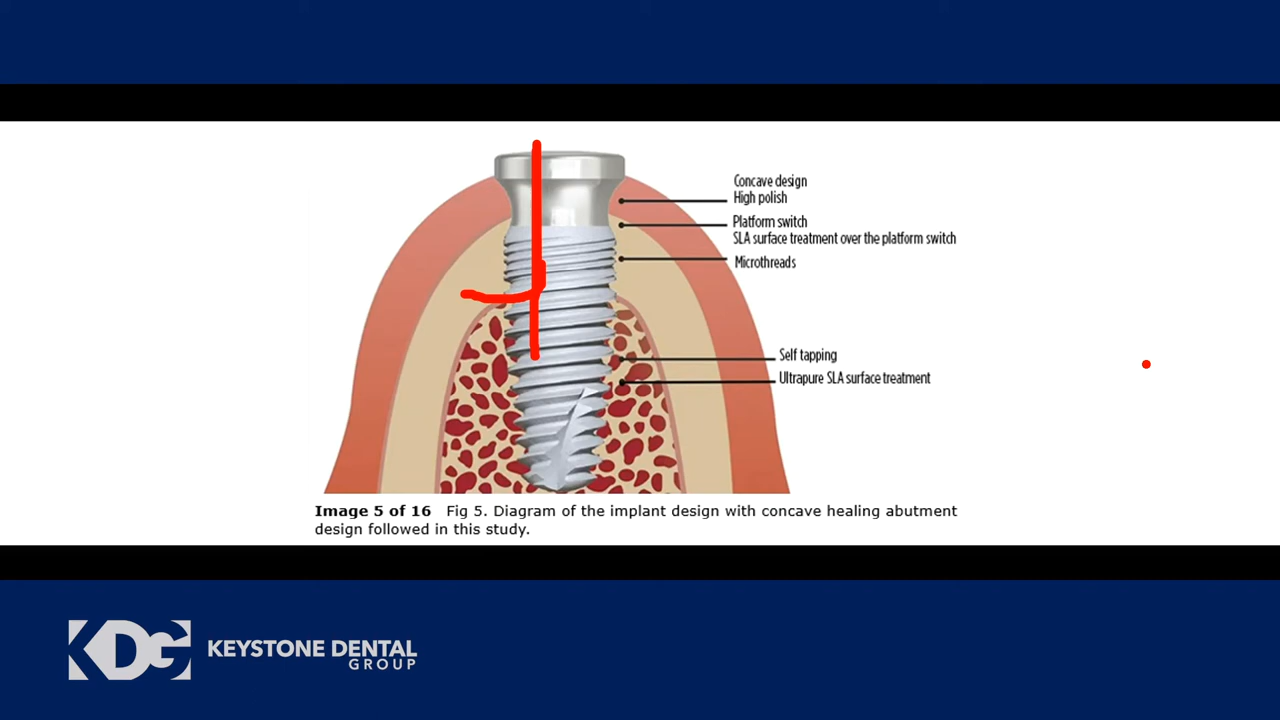 Concave design
High polish
Platform switch
SLA surface treatment over the platform switch
Microthreads
Self tapping
Ultrapure SLA surface treatment
Image 5 of 16 Fig 5. Diagram of the implant design with concave healing abutment
design followed in this study.
KDG KEYSTONE DENTAL
GROUP